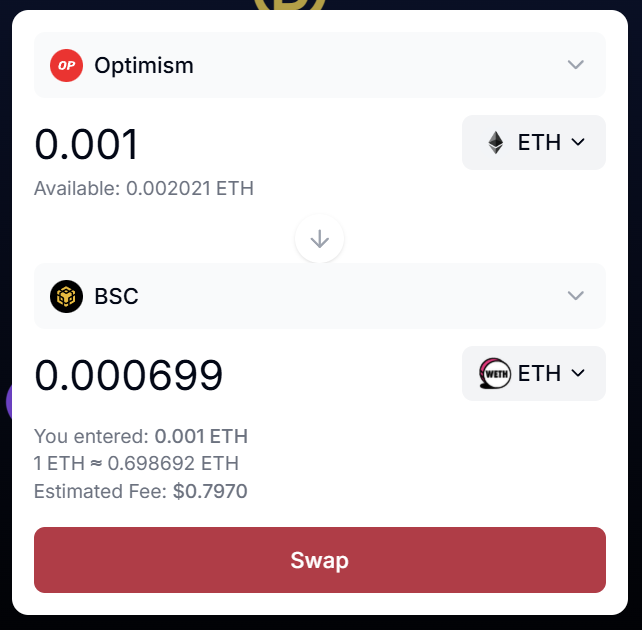 OP Optimism
0.001 ETH
Available: 0.002021 ETH
BSC
0.000699 WETH ETH
You entered: 0.001 ETH
1 ETH ≈ 0.698692 ETH
Estimated Fee: $0.7970
Swap